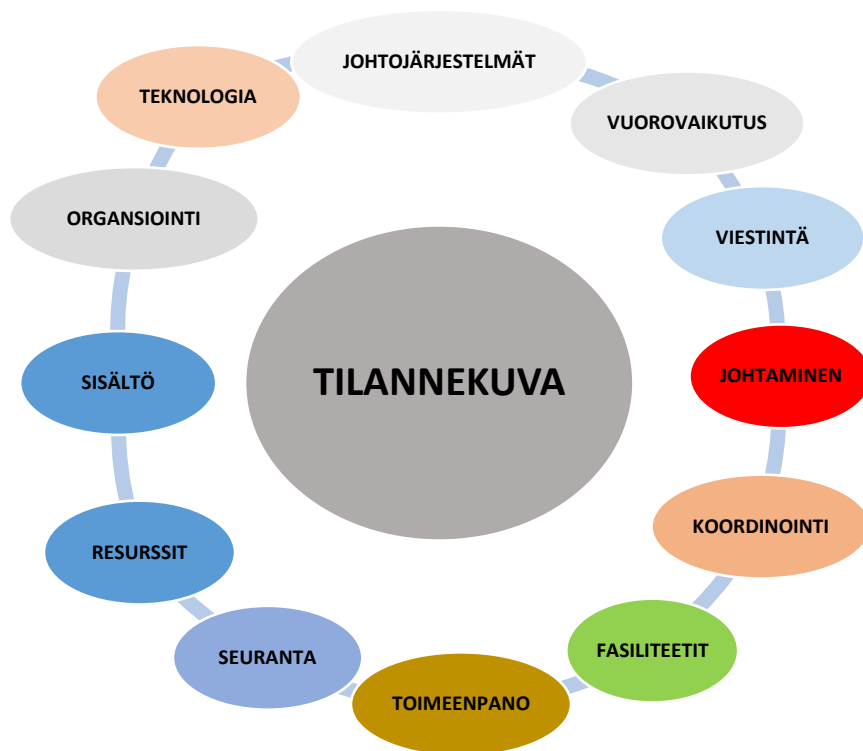 JOHTOJÄRJESTELMÄT
TEKNOLOGIA
VUOROVAIKUTUS
ORGANSIOINTI
VIESTINTÄ
TILANNEKUVA
SISÄLTÖ
JOHTAMINEN
KOORDINOINTI
RESURSSIT
FASILITEETIT
SEURANTA
TOIMEENPANO